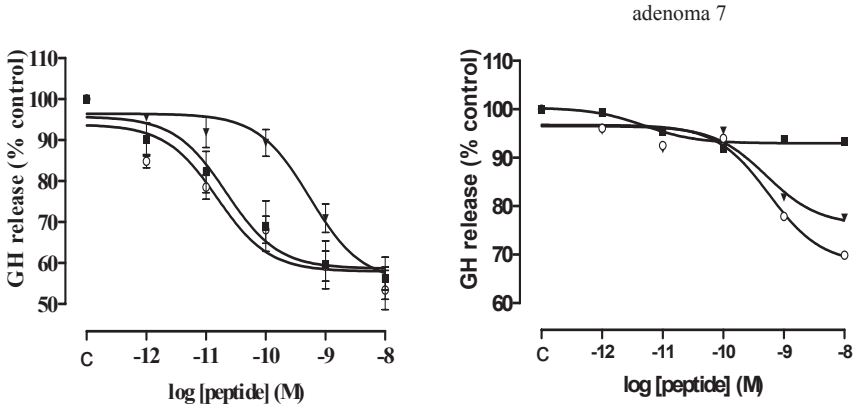 adenoma 7
GH release (% control)
110
100
90
80
70
60
50
C -12 -11 -10 -9 -8
log [peptide] (M)
GH release (% control)
110
100
90
80
70
60
C -12 -11 -10 -9 -8
log [peptide] (M)